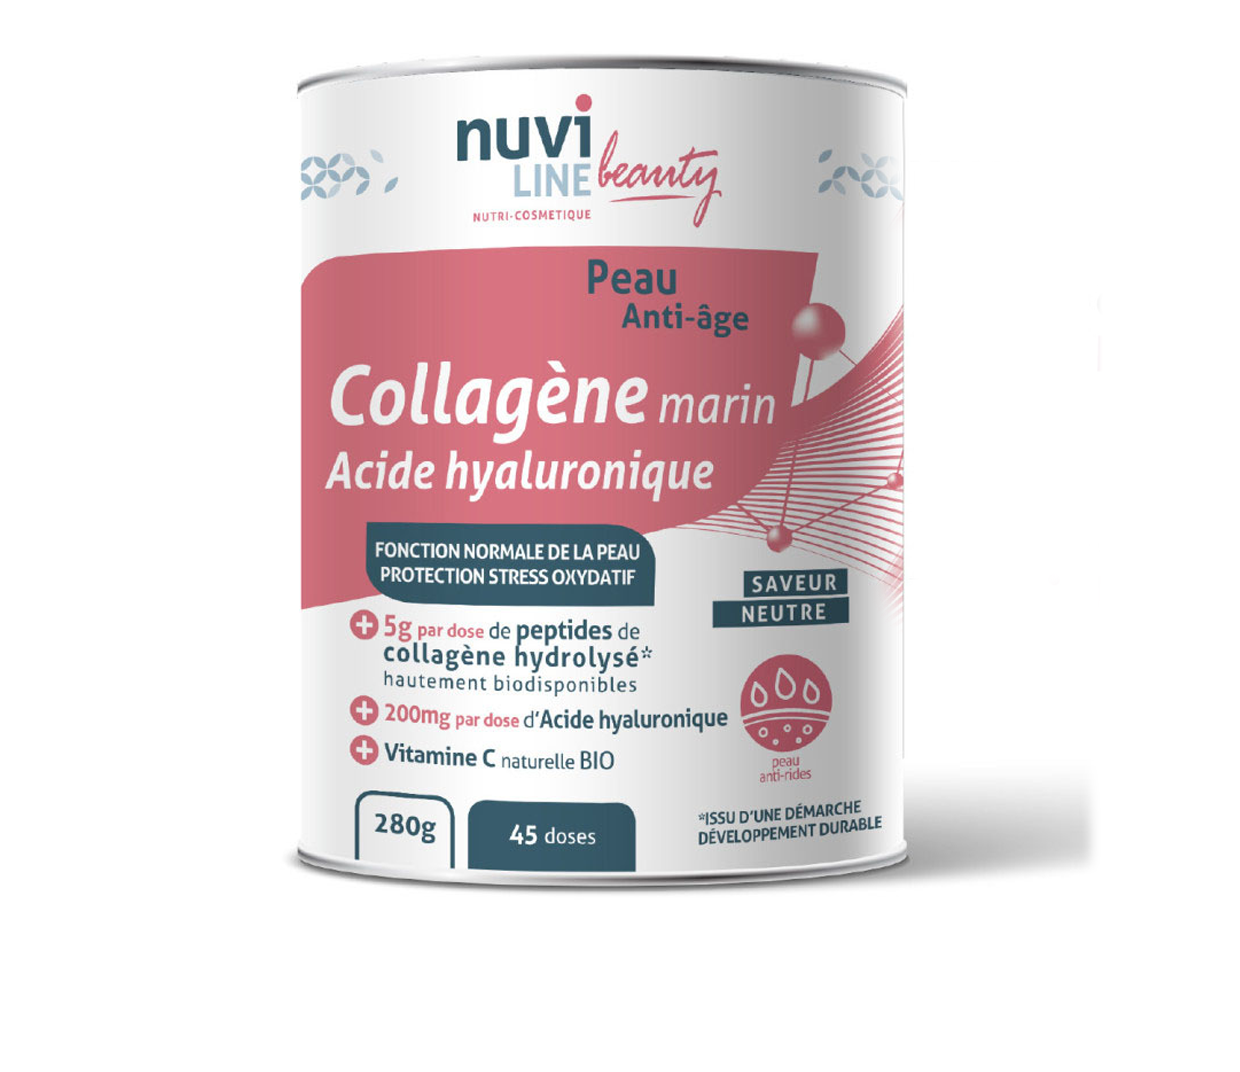 nuvi
LINE beauty
NUTRI-COSMETIQUE
Peau
Anti-âge
Collagène marin
Acide hyaluronique
FONCTION NORMALE DE LA PEAU
PROTECTION STRESS OXYDATIF
SAVEUR
NEUTRE
+ 5g par dose de peptides de
collagène hydrolysé*
hautement biodisponibles
+ 200mg par dose d'Acide hyaluronique
+ Vitamine C naturelle BIO
peau
anti-rides
280g
45 doses
*ISSU D'UNE DÉMARCHE
DÉVELOPPEMENT DURABLE